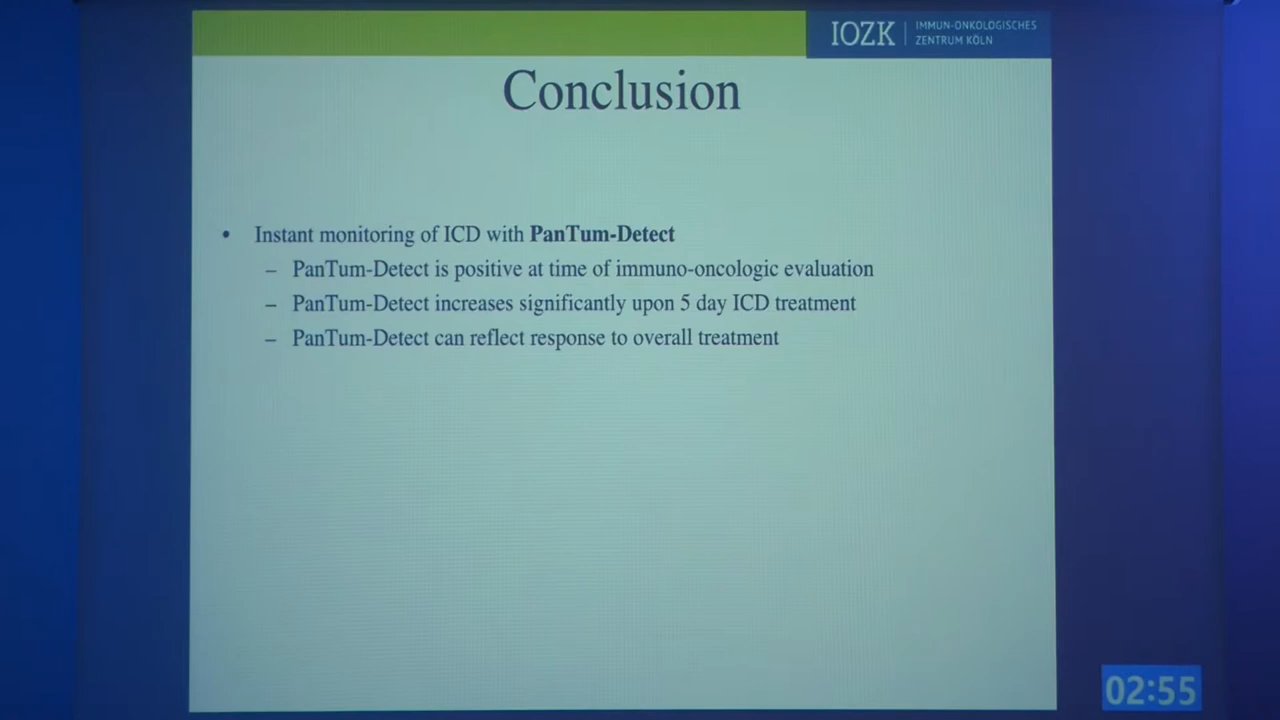 IOZK
IMMUN-ONKOLOGISCHES
ZENTRUM KÖLN
Conclusion
• Instant monitoring of ICD with PanTum-Detect
– PanTum-Detect is positive at time of immuno-oncologic evaluation
– PanTum-Detect increases significantly upon 5 day ICD treatment
– PanTum-Detect can reflect response to overall treatment
02:55